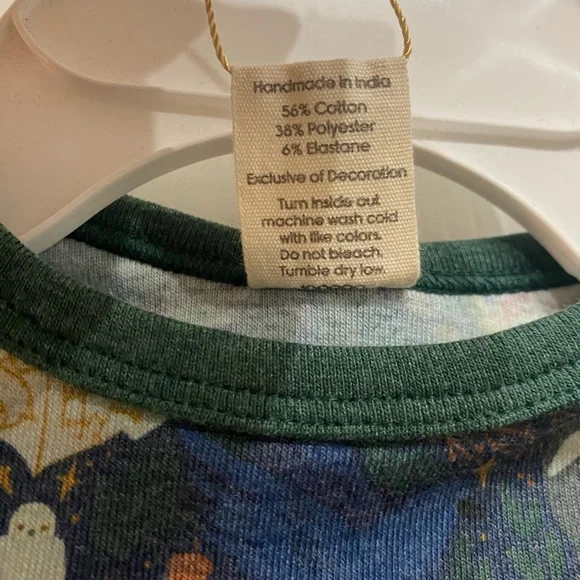 Handmade in India
56% Cotton
38% Polyester
6% Elastane
Exclusive of Decoration
Turn inside out
machine wash cold
with like colors.
Do not bleach.
Tumble dry low.